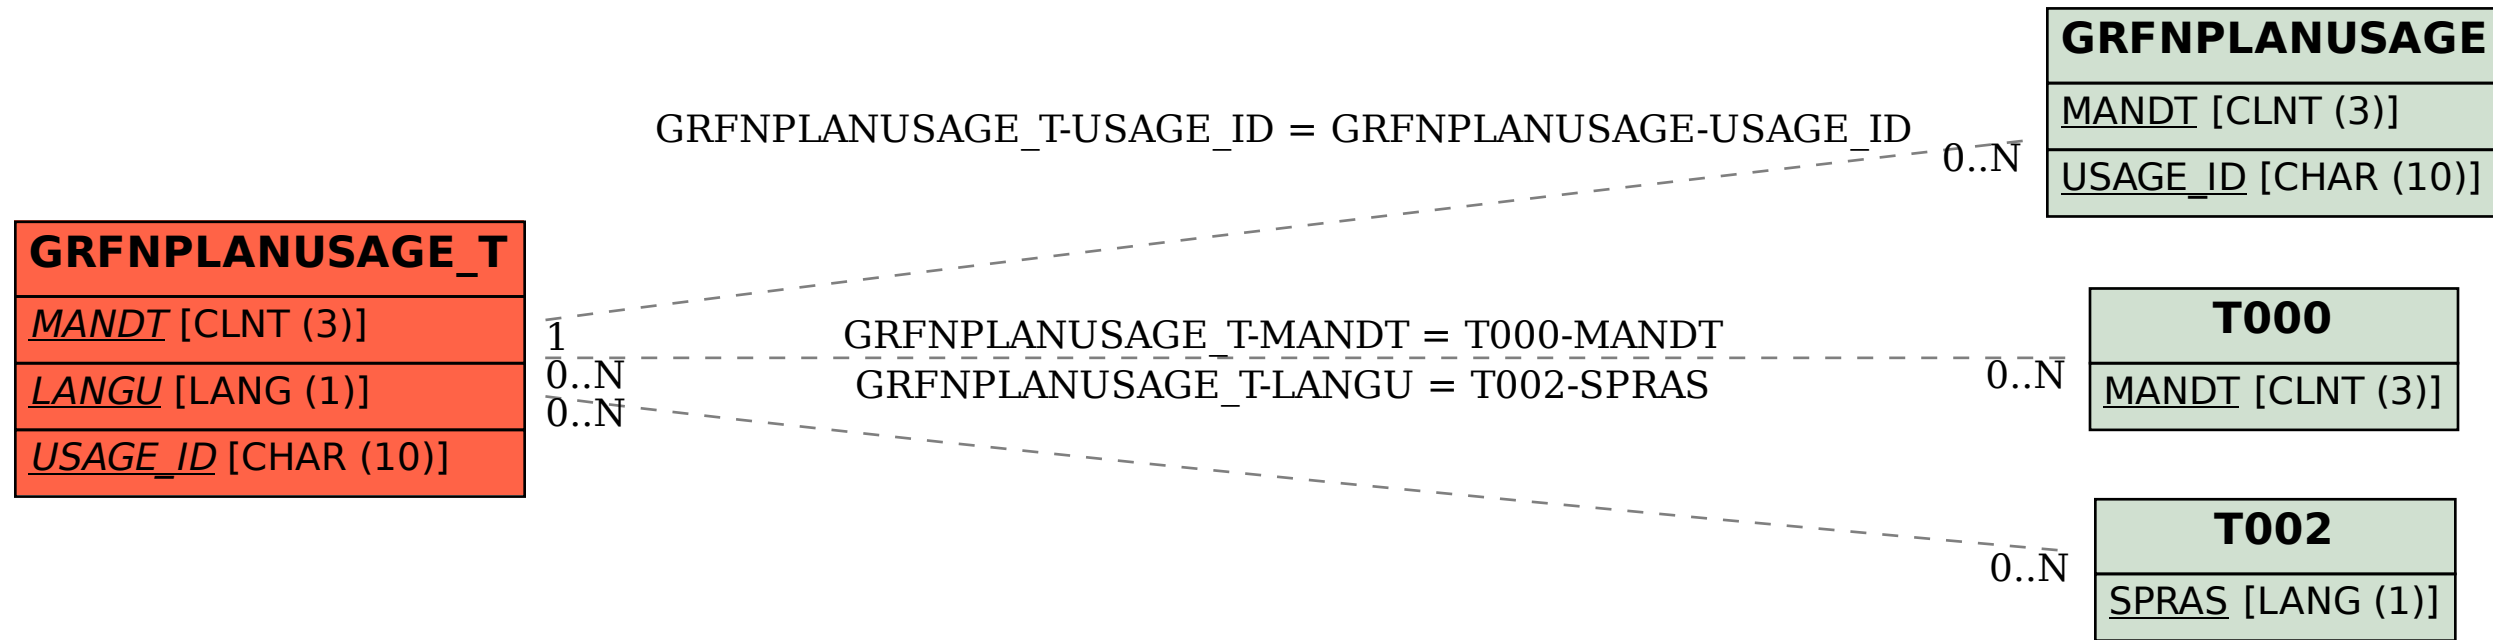 GRFNPLANUSAGE
MANDT [CLNT (3)]
USAGE_ID [CHAR (10)]
GRFNPLANUSAGE_T-USAGE_ID = GRFNPLANUSAGE-USAGE_ID
0..N
GRFNPLANUSAGE_T
MANDT [CLNT (3)]
LANGU [LANG (1)]
USAGE_ID [CHAR (10)]
1
0..N
0..N
GRFNPLANUSAGE_T-MANDT = T000-MANDT
GRFNPLANUSAGE_T-LANGU = T002-SPRAS
0..N
T000
MANDT [CLNT (3)]
0..N
T002
SPRAS [LANG (1)]